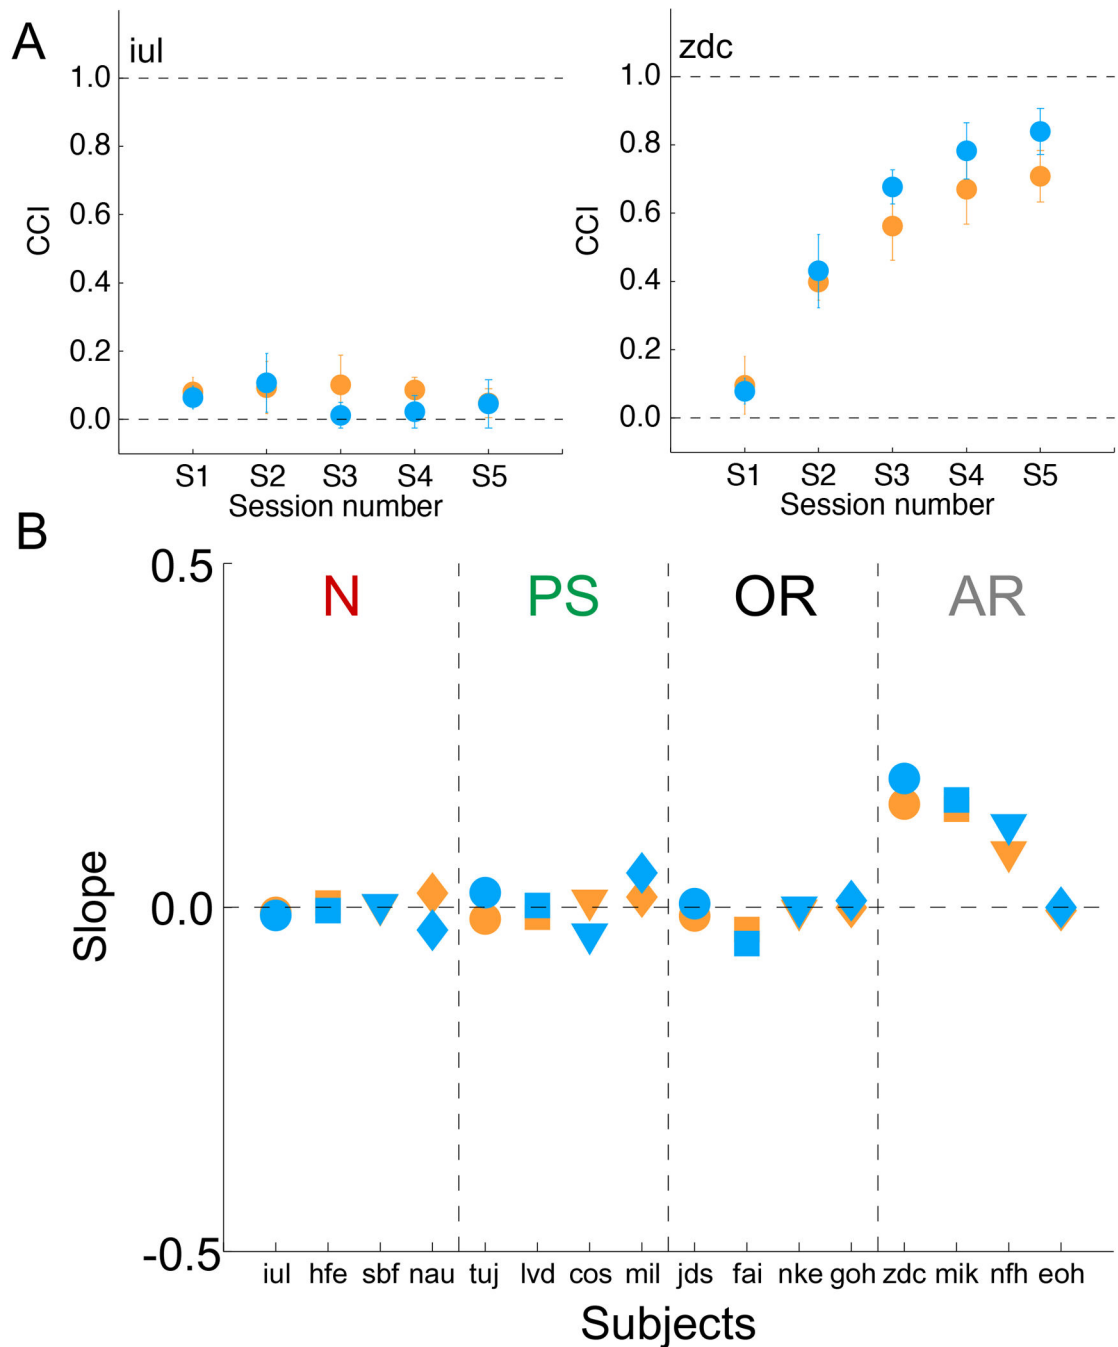 A
iul
1.0
0.8
0.6
0.4
0.2
0.0
CCI
S1 S2 S3 S4 S5
Session number
zdc
1.0
0.8
0.6
0.4
0.2
0.0
CCI
S1 S2 S3 S4 S5
Session number
B
0.5
0.0
-0.5
Slope
N PS OR AR
iul hfe sbf nau tuj lvd cos mil jds fai nke goh zdc mik nfh eoh
Subjects